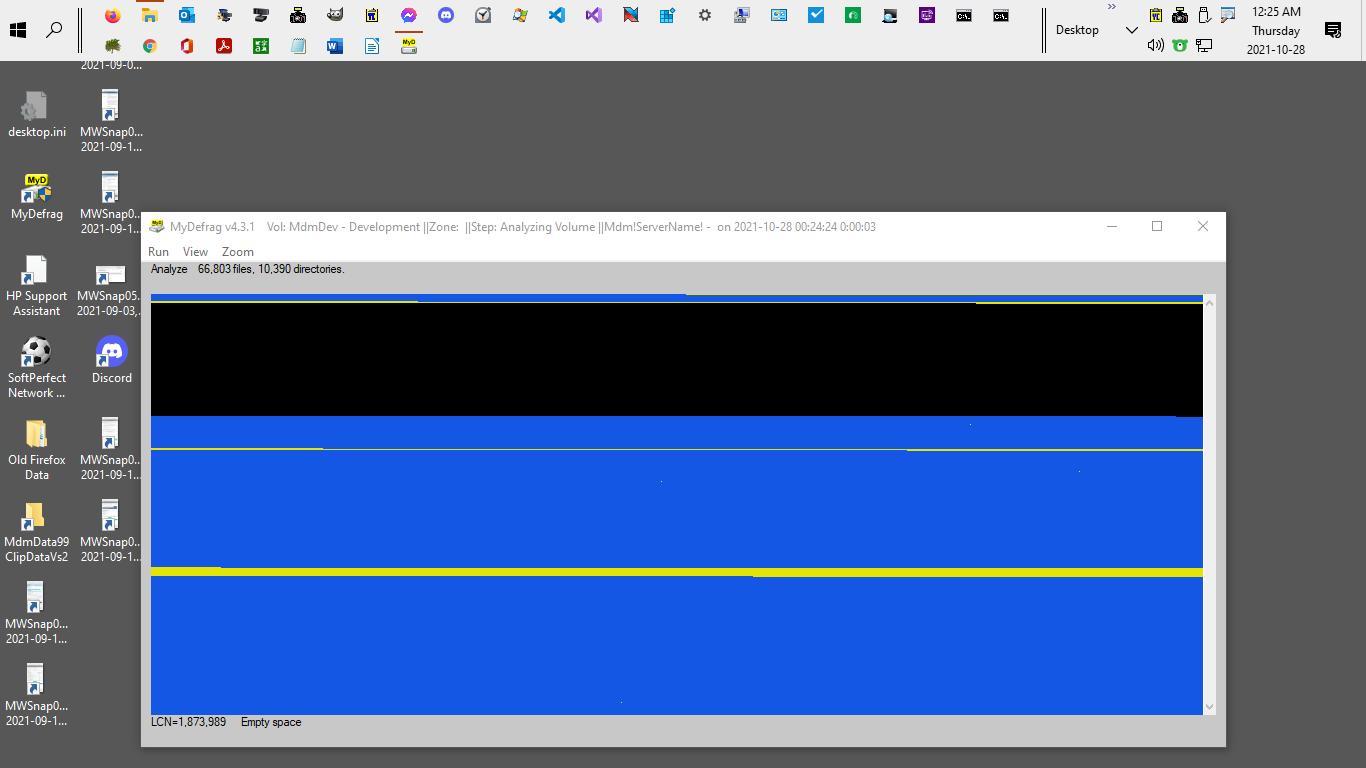 12:25 AM
Desktop
Thursday
2021-10-28
2021-09-0...
desktop.ini
MWSnap0...
2021-09-1...
MyDefrag
MWSnap0...
2021-09-1...
HP Support
Assistant
MWSnap05...
2021-09-03,...
SoftPerfect
Network ...
Discord
Old Firefox
Data
MWSnap0...
2021-09-1...
MdmData99
ClipDataVs2
MWSnap0...
2021-09-1...
MWSnap0...
2021-09-1...
MWSnap0...
2021-09-1...
MyDefrag v4.3.1 Vol: MdmDev - Development ||Zone: ||Step: Analyzing Volume ||Mdm!ServerName! - on 2021-10-28 00:24:24 0:00:03
Run View Zoom
Analyze 66,803 files, 10,390 directories.
LCN=1,873,989 Empty space